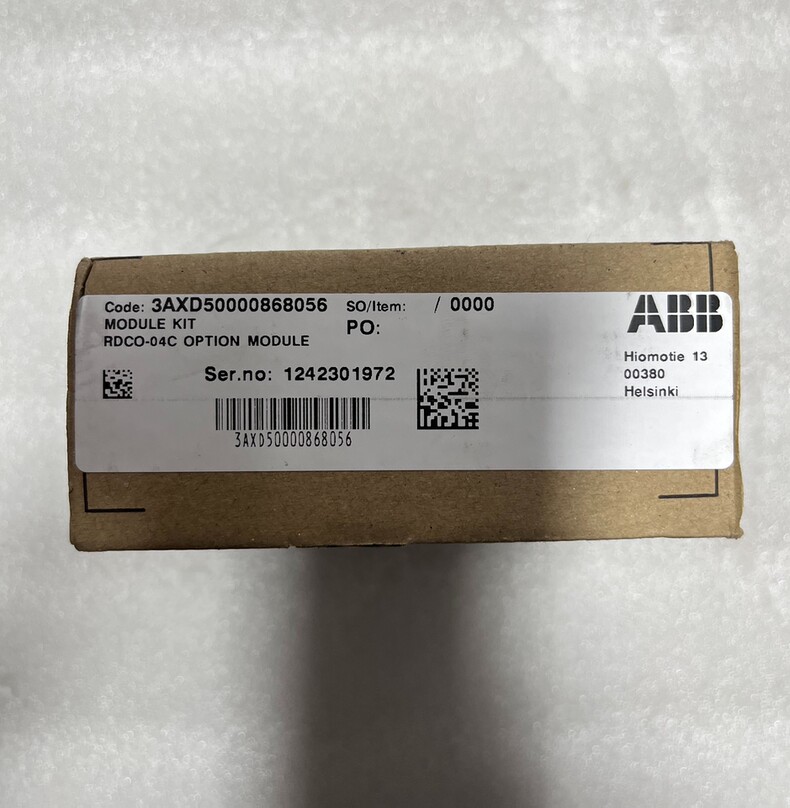 Code: 3AXD50000868056 SO/Item: / 0000
MODULE KIT PO:
RDCO-04C OPTION MODULE
ABB
Hiomotie 13
00380
Helsinki
Ser.no: 1242301972
3AXD50000868056